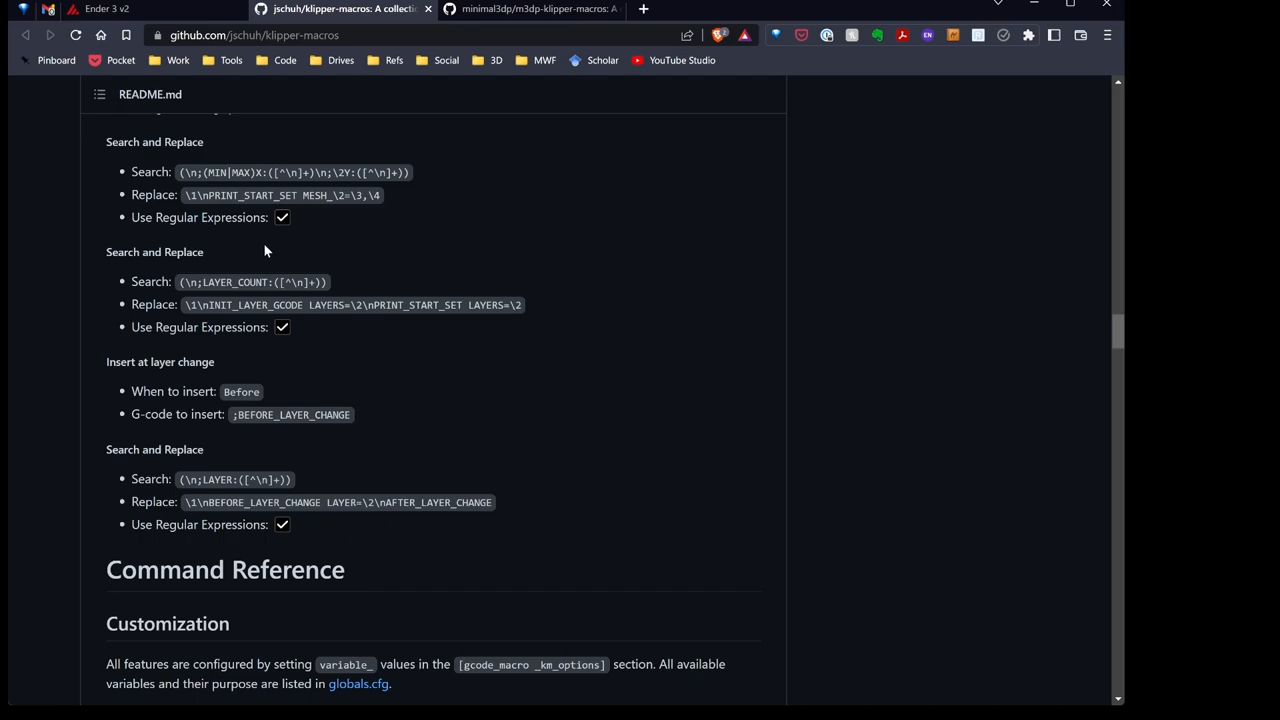 Ender 3 v2
jschuh/klipper-macros: A collecti
minimal3dp/m3dp-klipper-macros: A
github.com/jschuh/klipper-macros
2
EN
Pinboard
Pocket
Work
Tools
Code
Drives
Refs
Social
3D
MWF
Scholar
YouTube Studio
README.md
Search and Replace
Search: (\n;(MIN|MAX)X:([^\n]+)\n;\2Y:([^\n]+))
Replace: \1\nPRINT_START_SET MESH_\2=\3,\4
Use Regular Expressions:
Search and Replace
Search: (\n;LAYER_COUNT:([^\n]+))
Replace: \1\nINIT_LAYER_GCODE LAYERS=\2\nPRINT_START_SET LAYERS=\2
Use Regular Expressions:
Insert at layer change
When to insert: Before
G-code to insert: ;BEFORE_LAYER_CHANGE
Search and Replace
Search: (\n;LAYER:([^\n]+))
Replace: \1\nBEFORE_LAYER_CHANGE LAYER=\2\nAFTER_LAYER_CHANGE
Use Regular Expressions:
Command Reference
Customization
All features are configured by setting variable_ values in the [gcode_macro _km_options] section. All available
variables and their purpose are listed in globals.cfg.